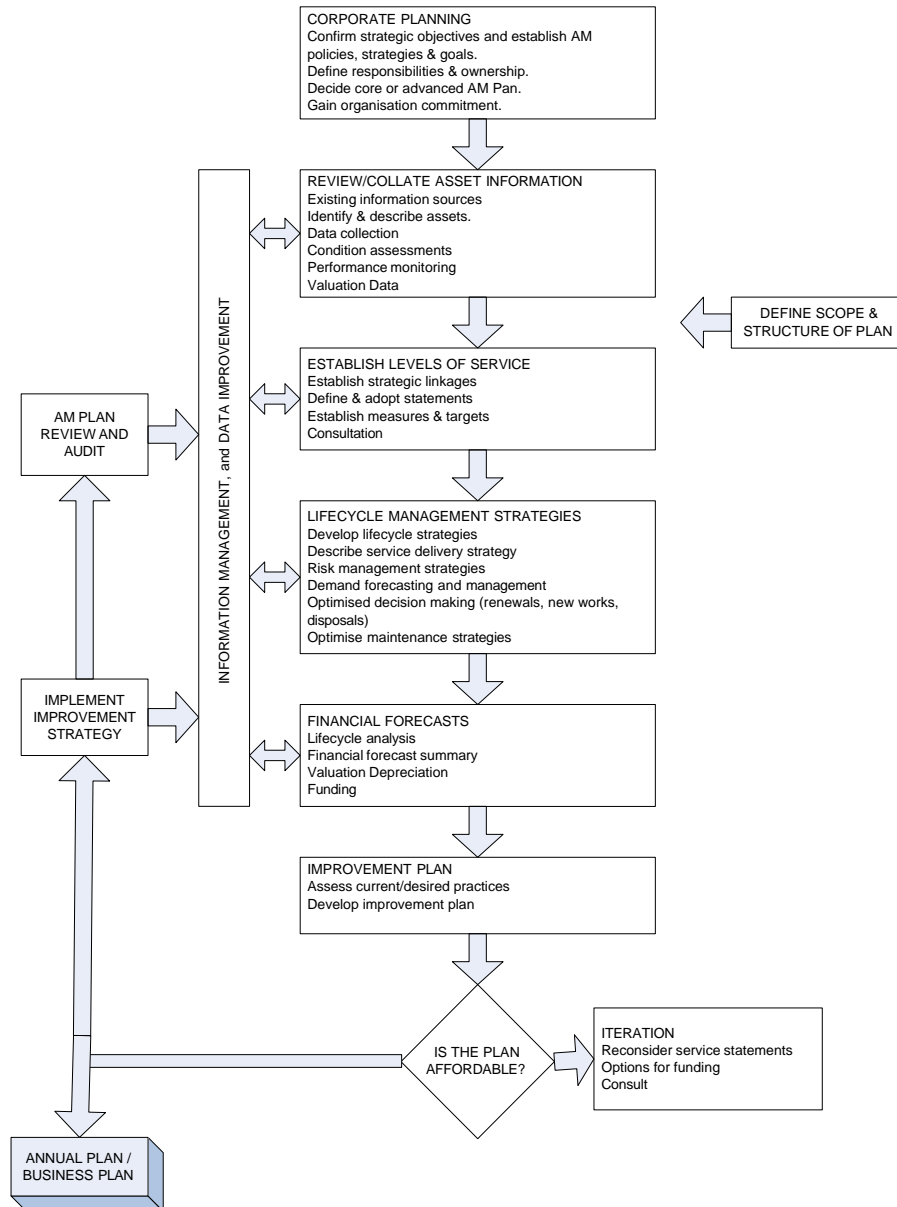 CORPORATE PLANNING
Confirm strategic objectives and establish AM
policies, strategies & goals.
Define responsibilities & ownership.
Decide core or advanced AM Pan.
Gain organisation commitment.
REVIEW/COLLATE ASSET INFORMATION
Existing information sources
Identify & describe assets.
Data collection
Condition assessments
Performance monitoring
Valuation Data
DEFINE SCOPE &
STRUCTURE OF PLAN
INFORMATION MANAGEMENT, and DATA IMPROVEMENT
ESTABLISH LEVELS OF SERVICE
Establish strategic linkages
Define & adopt statements
Establish measures & targets
Consultation
AM PLAN
REVIEW AND
AUDIT
LIFECYCLE MANAGEMENT STRATEGIES
Develop lifecycle strategies
Describe service delivery strategy
Risk management strategies
Demand forecasting and management
Optimised decision making (renewals, new works,
disposals)
Optimise maintenance strategies
IMPLEMENT
IMPROVEMENT
STRATEGY
FINANCIAL FORECASTS
Lifecycle analysis
Financial forecast summary
Valuation Depreciation
Funding
IMPROVEMENT PLAN
Assess current/desired practices
Develop improvement plan
IS THE PLAN
AFFORDABLE?
ITERATION
Reconsider service statements
Options for funding
Consult
ANNUAL PLAN /
BUSINESS PLAN